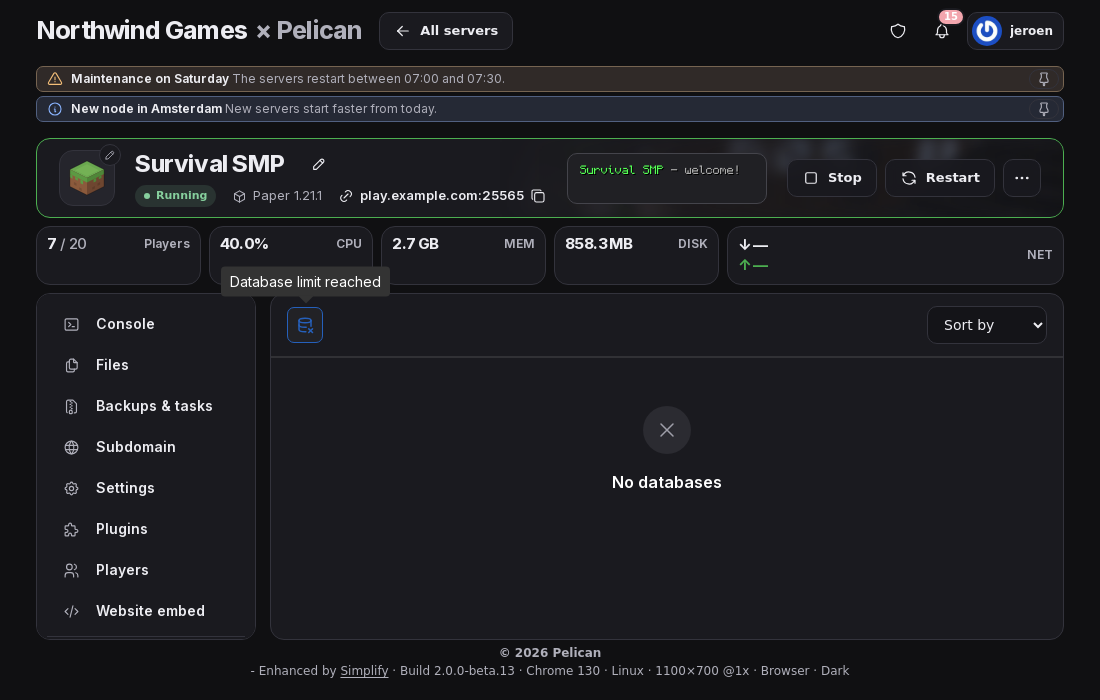 Northwind Games × Pelican
All servers
15
jeroen
Maintenance on Saturday The servers restart between 07:00 and 07:30.
New node in Amsterdam New servers start faster from today.
Survival SMP
Running
Paper 1.21.1
play.example.com:25565
Survival SMP — welcome!
Stop
Restart
7 / 20 Players
40.0% CPU
2.7 GB MEM
858.3 MB DISK
↓—
↑—
NET
Database limit reached
Console
Files
Backups & tasks
Subdomain
Settings
Plugins
Players
Website embed
Sort by
No databases
© 2026 Pelican
- Enhanced by Simplify · Build 2.0.0-beta.13 · Chrome 130 · Linux · 1100×700 @1x · Browser · Dark